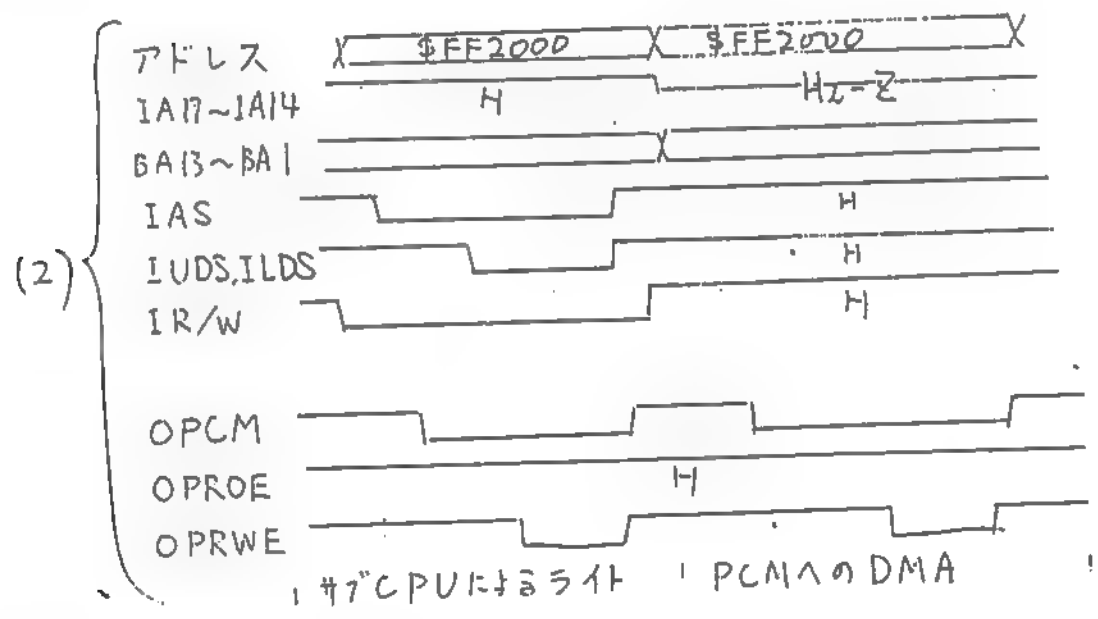 アドレス $FF2000 $FF2000
IA17~IA14 H Hi-Z
BA13~BA1
IAS H
(2) IUDS,ILDS H
IR/W H
OPCM
OPROE H
OPRWE
サブCPUによるライト PCMへのDMA